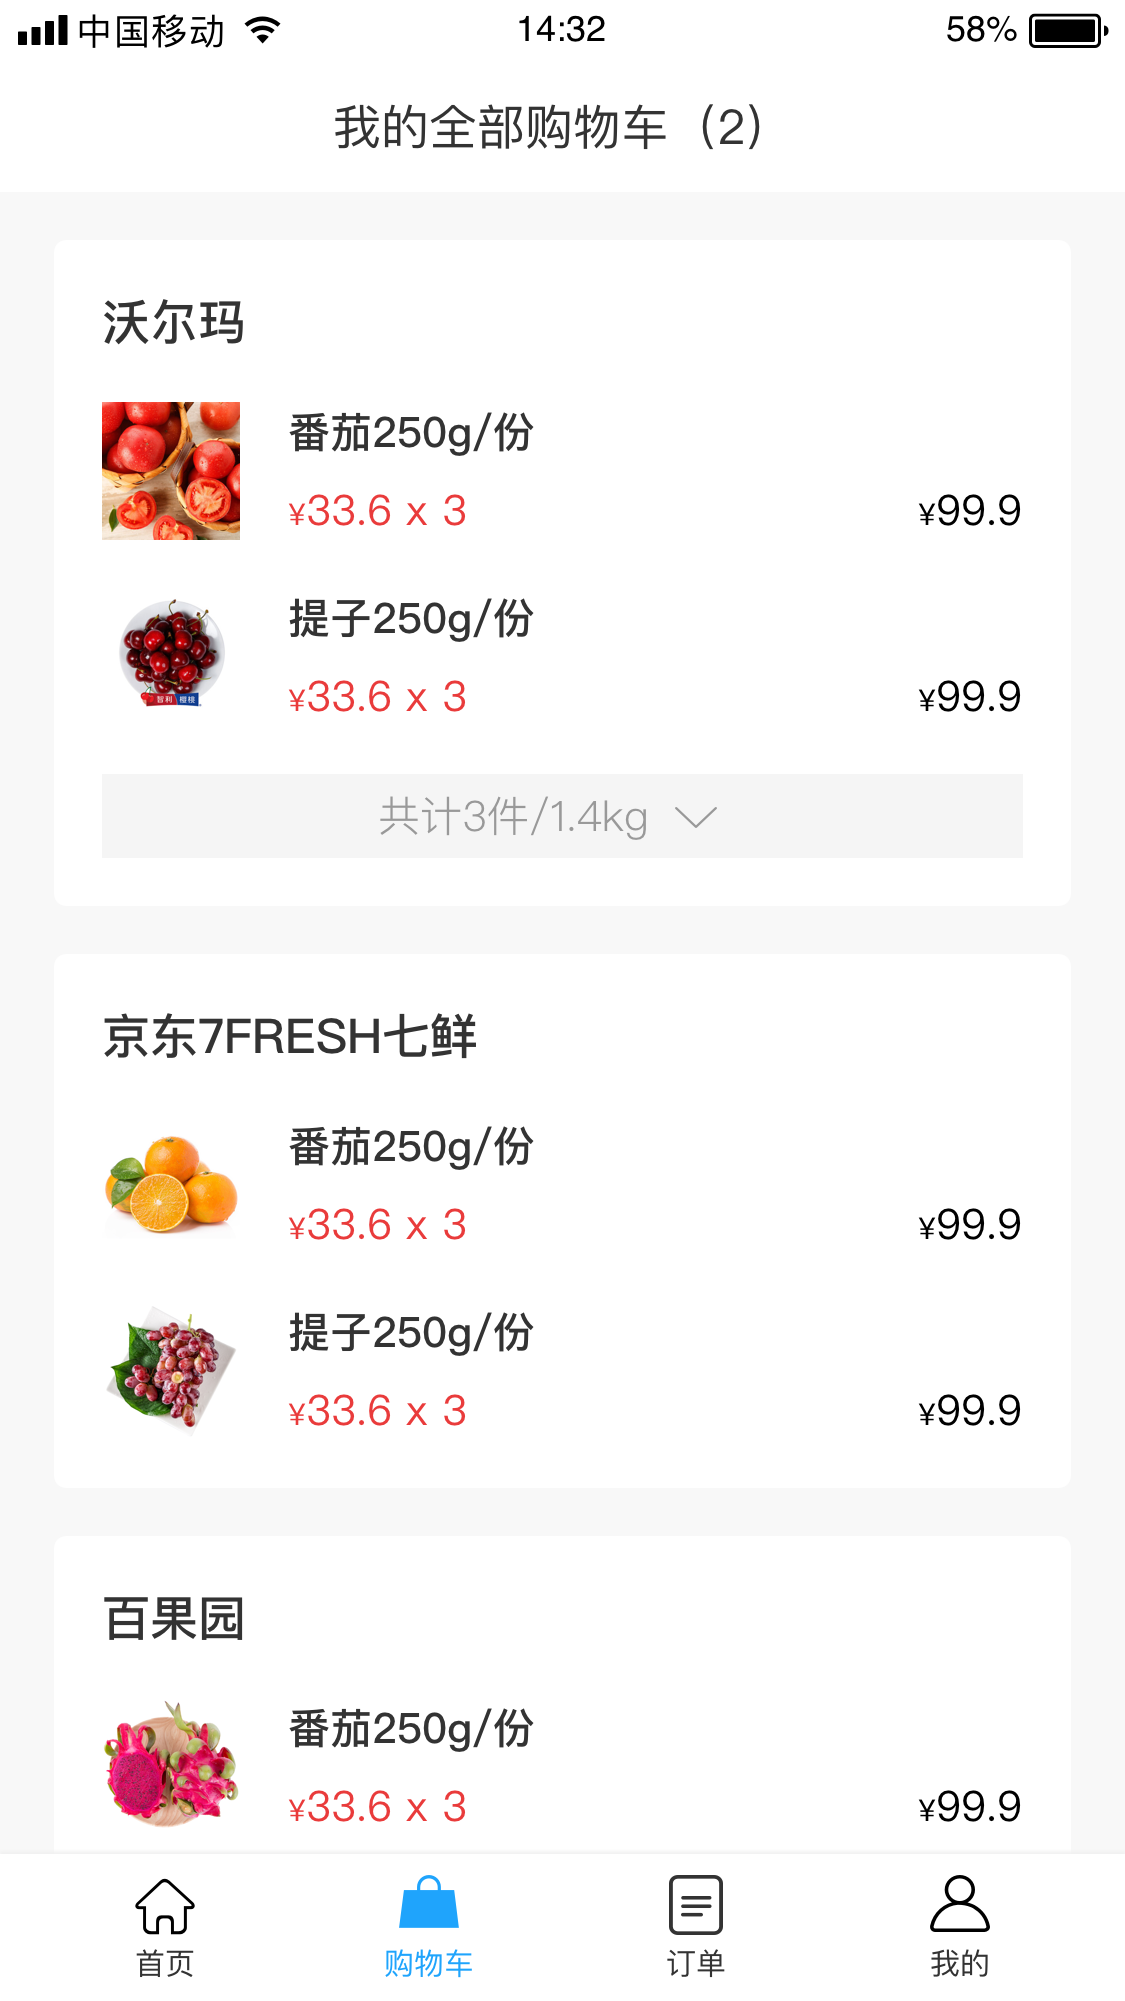 中国移动 14:32 58%
我的全部购物车（2）
沃尔玛
番茄250g/份
¥33.6 x 3 ¥99.9
智利 樱桃
提子250g/份
¥33.6 x 3 ¥99.9
共计3件/1.4kg
京东7FRESH七鲜
番茄250g/份
¥33.6 x 3 ¥99.9
提子250g/份
¥33.6 x 3 ¥99.9
百果园
番茄250g/份
¥33.6 x 3 ¥99.9
首页 购物车 订单 我的